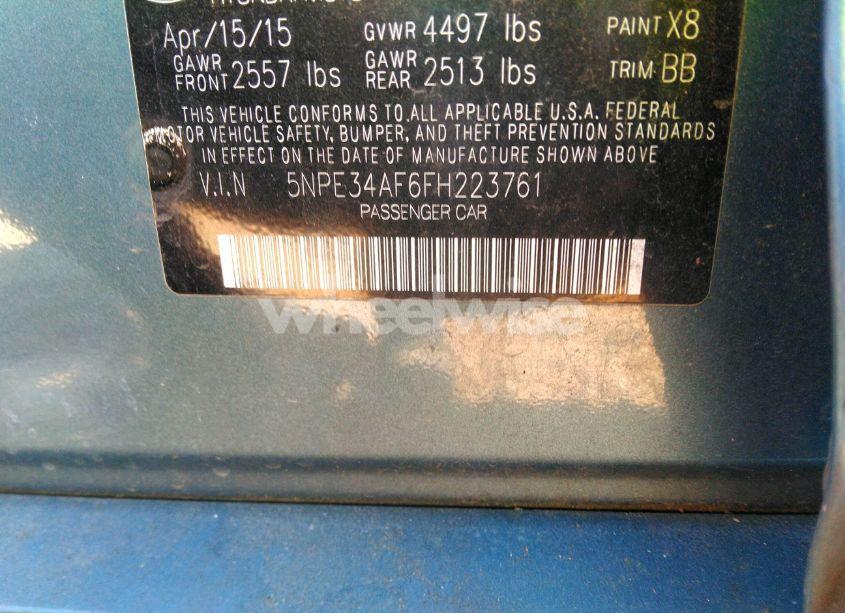 Apr/15/15 GVWR 4497 lbs PAINT X8
GAWR FRONT 2557 lbs GAWR REAR 2513 lbs TRIM BB
THIS VEHICLE CONFORMS TO ALL APPLICABLE U.S.A. FEDERAL
MOTOR VEHICLE SAFETY, BUMPER, AND THEFT PREVENTION STANDARDS
IN EFFECT ON THE DATE OF MANUFACTURE SHOWN ABOVE
V.I.N 5NPE34AF6FH223761
PASSENGER CAR
wheelwise